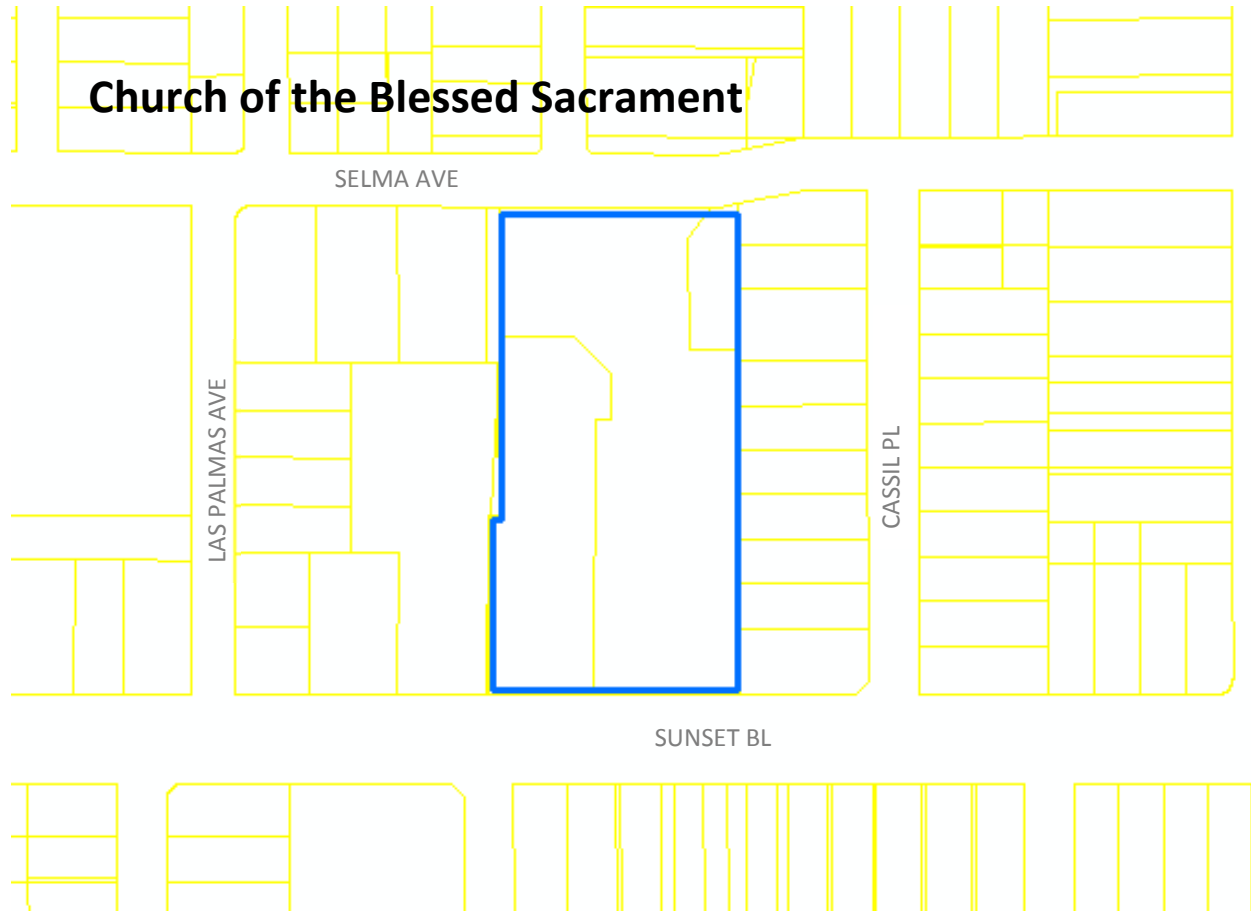 Church of the Blessed Sacrament
SELMA AVE
LAS PALMAS AVE
CASSIL PL
SUNSET BL